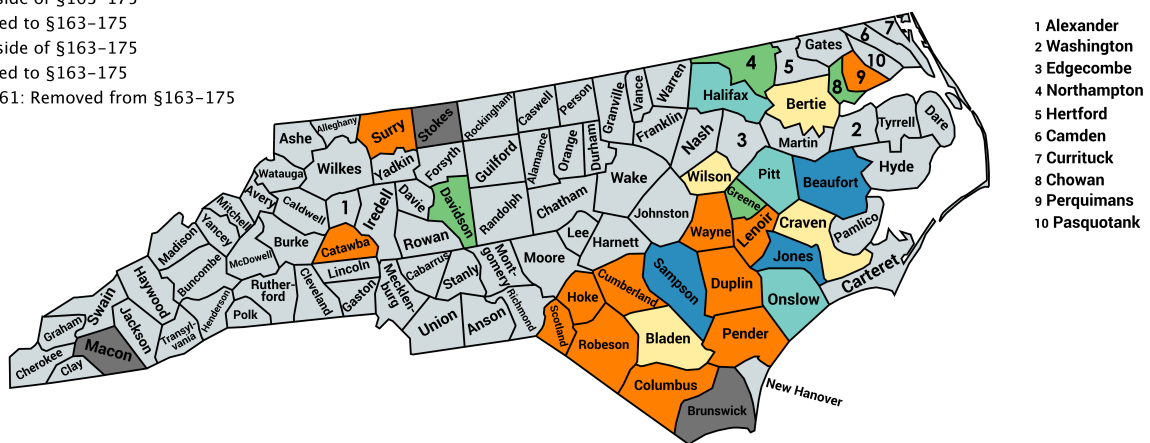 side of §163-175
ed to §163-175
side of §163-175
ed to §163-175
61: Removed from §163-175
1 Alexander
2 Washington
3 Edgecombe
4 Northampton
5 Hertford
6 Camden
7 Currituck
8 Chowan
9 Perquimans
10 Pasquotank
6
7
Gates
4
5
10
Halifax
8
9
Bertie
Warren
Vance
Granville
Person
Caswell
Rockingham
Stokes
Surry
Alleghany
Ashe
Franklin
Nash
3
Martin
2
Tyrrell
Dare
Wilkes
Yadkin
Forsyth
Guilford
Alamance
Orange
Durham
Watauga
Wake
Wilson
Pitt
Beaufort
Hyde
Avery
Mitchell
Yancey
Madison
Caldwell
1
Iredell
Davie
Davidson
Randolph
Chatham
Johnston
Greene
Lenoir
Wayne
Craven
Pamlico
Burke
Catawba
Rowan
Lee
Harnett
Jones
Carteret
Buncombe
McDowell
Lincoln
Cabarrus
Stanly
Mont-
gomery
Moore
Sampson
Duplin
Onslow
Haywood
Swain
Ruther-
ford
Cleveland
Gaston
Mecklen-
burg
Cumberland
Hoke
Richmond
Graham
Jackson
Transyl-
vania
Henderson
Polk
Union
Anson
Scotland
Robeson
Bladen
Pender
Cherokee
Macon
Clay
Columbus
New Hanover
Brunswick